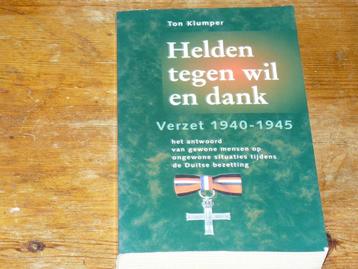 Ton Klumper
Helden
tegen wil
en dank
Verzet 1940-1945
het antwoord
van gewone mensen op
ongewone situaties tijdens
de Duitse bezetting